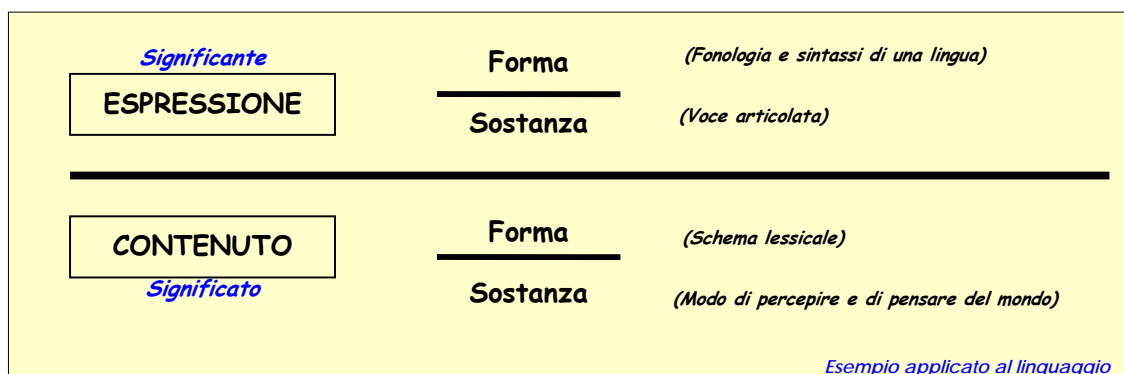 Significante
ESPRESSIONE
Forma
(Fonologia e sintassi di una lingua)
Sostanza
(Voce articolata)
CONTENUTO
Significato
Forma
(Schema lessicale)
Sostanza
(Modo di percepire e di pensare del mondo)
Esempio applicato al linguaggio